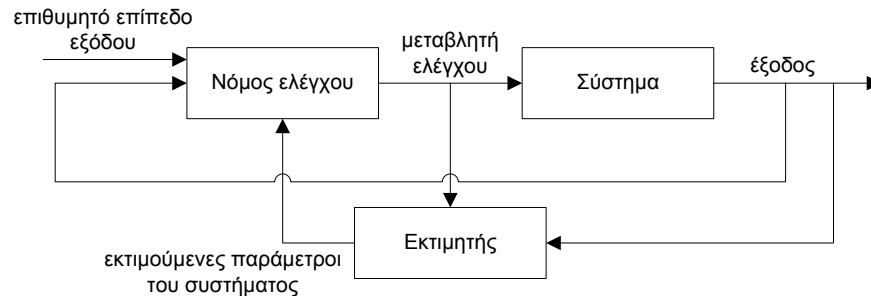 επιθυμητό επίπεδο
εξόδου
Νόμος ελέγχου
μεταβλητή
ελέγχου
Σύστημα
έξοδος
Εκτιμητής
εκτιμούμενες παράμετροι
του συστήματος